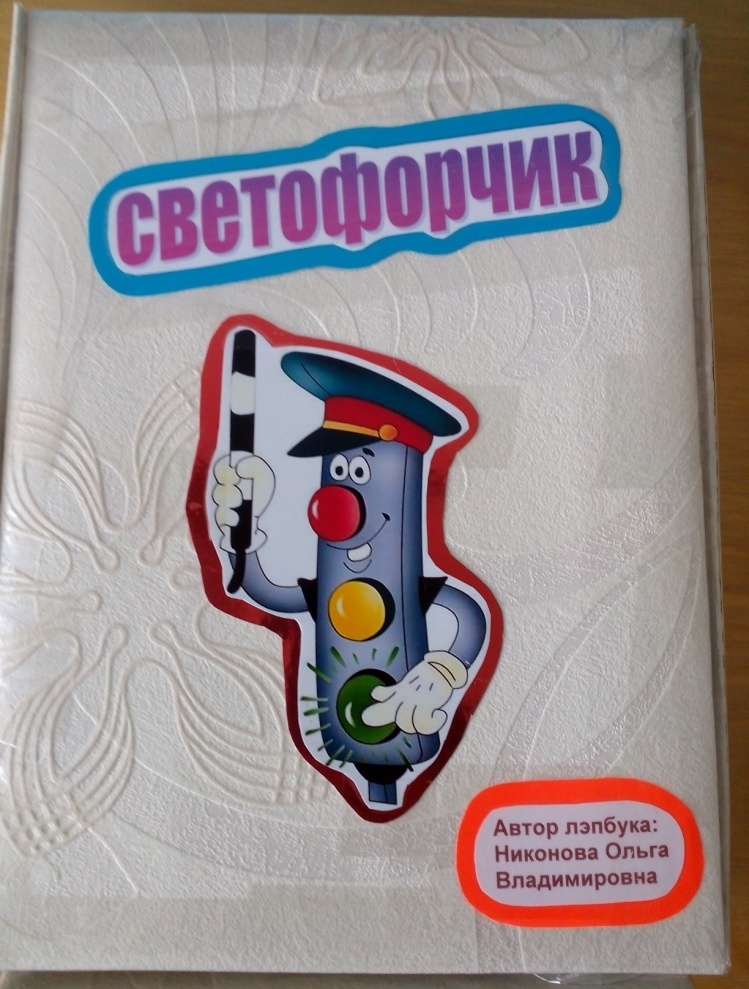 светофорчик
Автор лэпбука:
Никонова Ольга
Владимировна